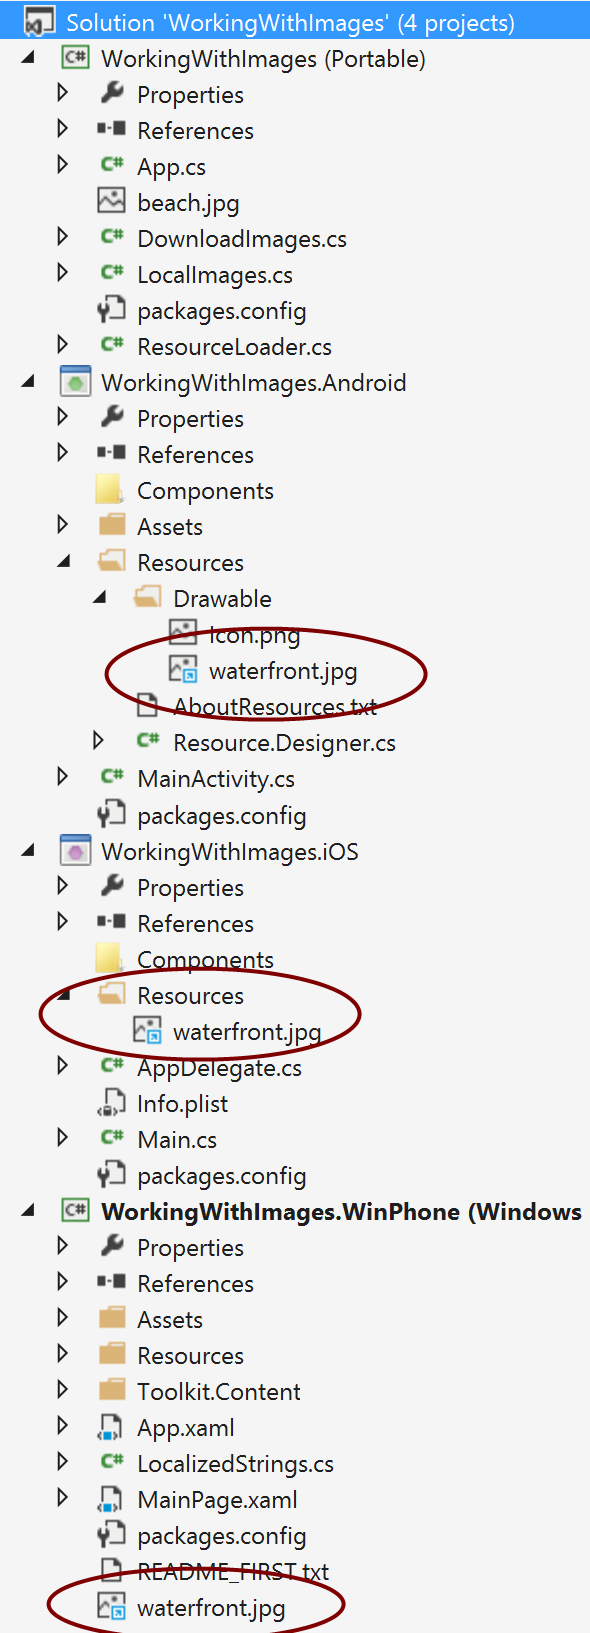 Solution 'WorkingWithImages' (4 projects)
C# WorkingWithImages (Portable)
Properties
References
C# App.cs
beach.jpg
C# DownloadImages.cs
C# LocalImages.cs
packages.config
C# ResourceLoader.cs
WorkingWithImages.Android
Properties
References
Components
Assets
Resources
Drawable
Icon.png
waterfront.jpg
AboutResources.txt
C# Resource.Designer.cs
C# MainActivity.cs
packages.config
WorkingWithImages.iOS
Properties
References
Components
Resources
waterfront.jpg
C# AppDelegate.cs
Info.plist
C# Main.cs
packages.config
C# WorkingWithImages.WinPhone (Windows
Properties
References
Assets
Resources
Toolkit.Content
App.xaml
C# LocalizedStrings.cs
MainPage.xaml
packages.config
README_FIRST.txt
waterfront.jpg